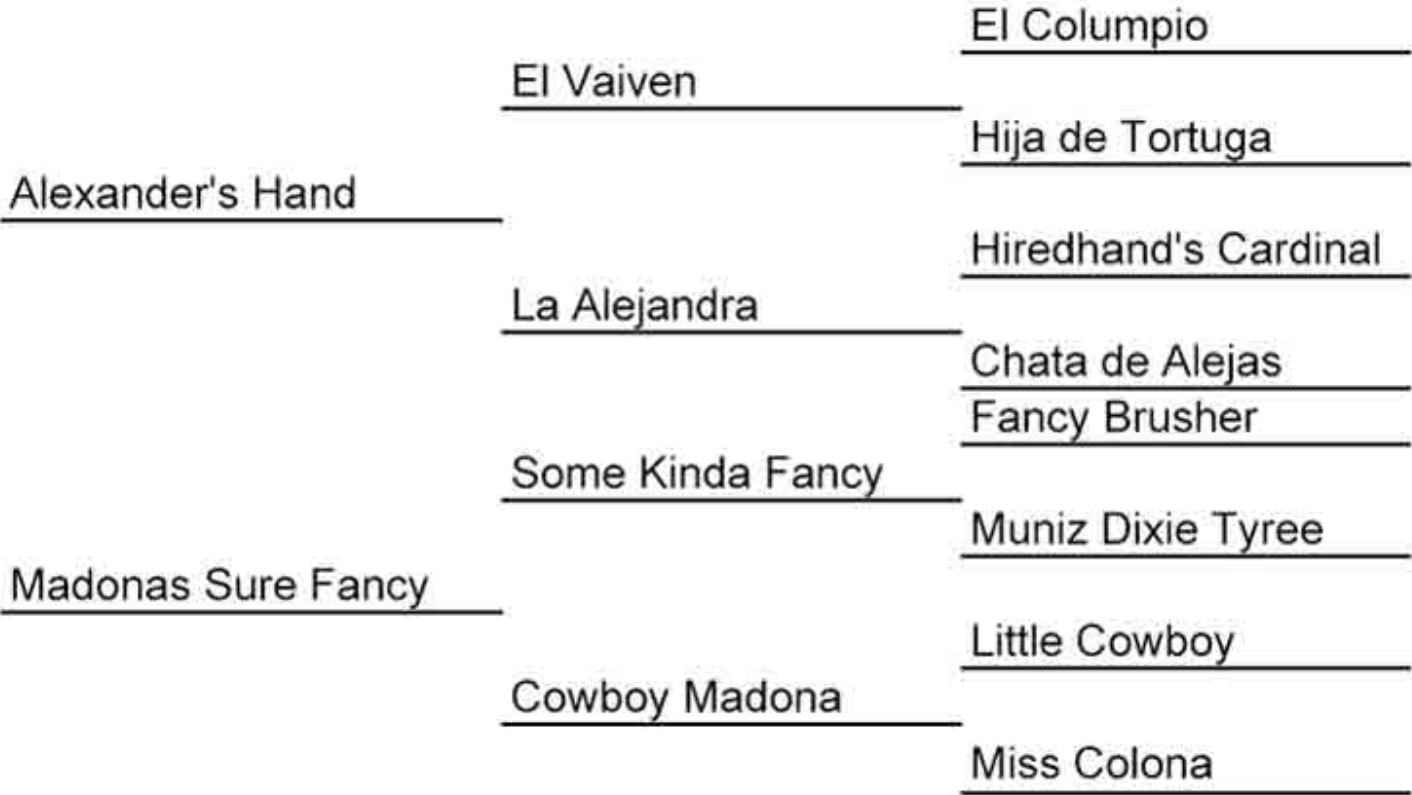 El Columpio
El Vaiven
Hija de Tortuga
Alexander's Hand
Hiredhand's Cardinal
La Alejandra
Chata de Alejas
Fancy Brusher
Some Kinda Fancy
Muniz Dixie Tyree
Madonas Sure Fancy
Little Cowboy
Cowboy Madona
Miss Colona